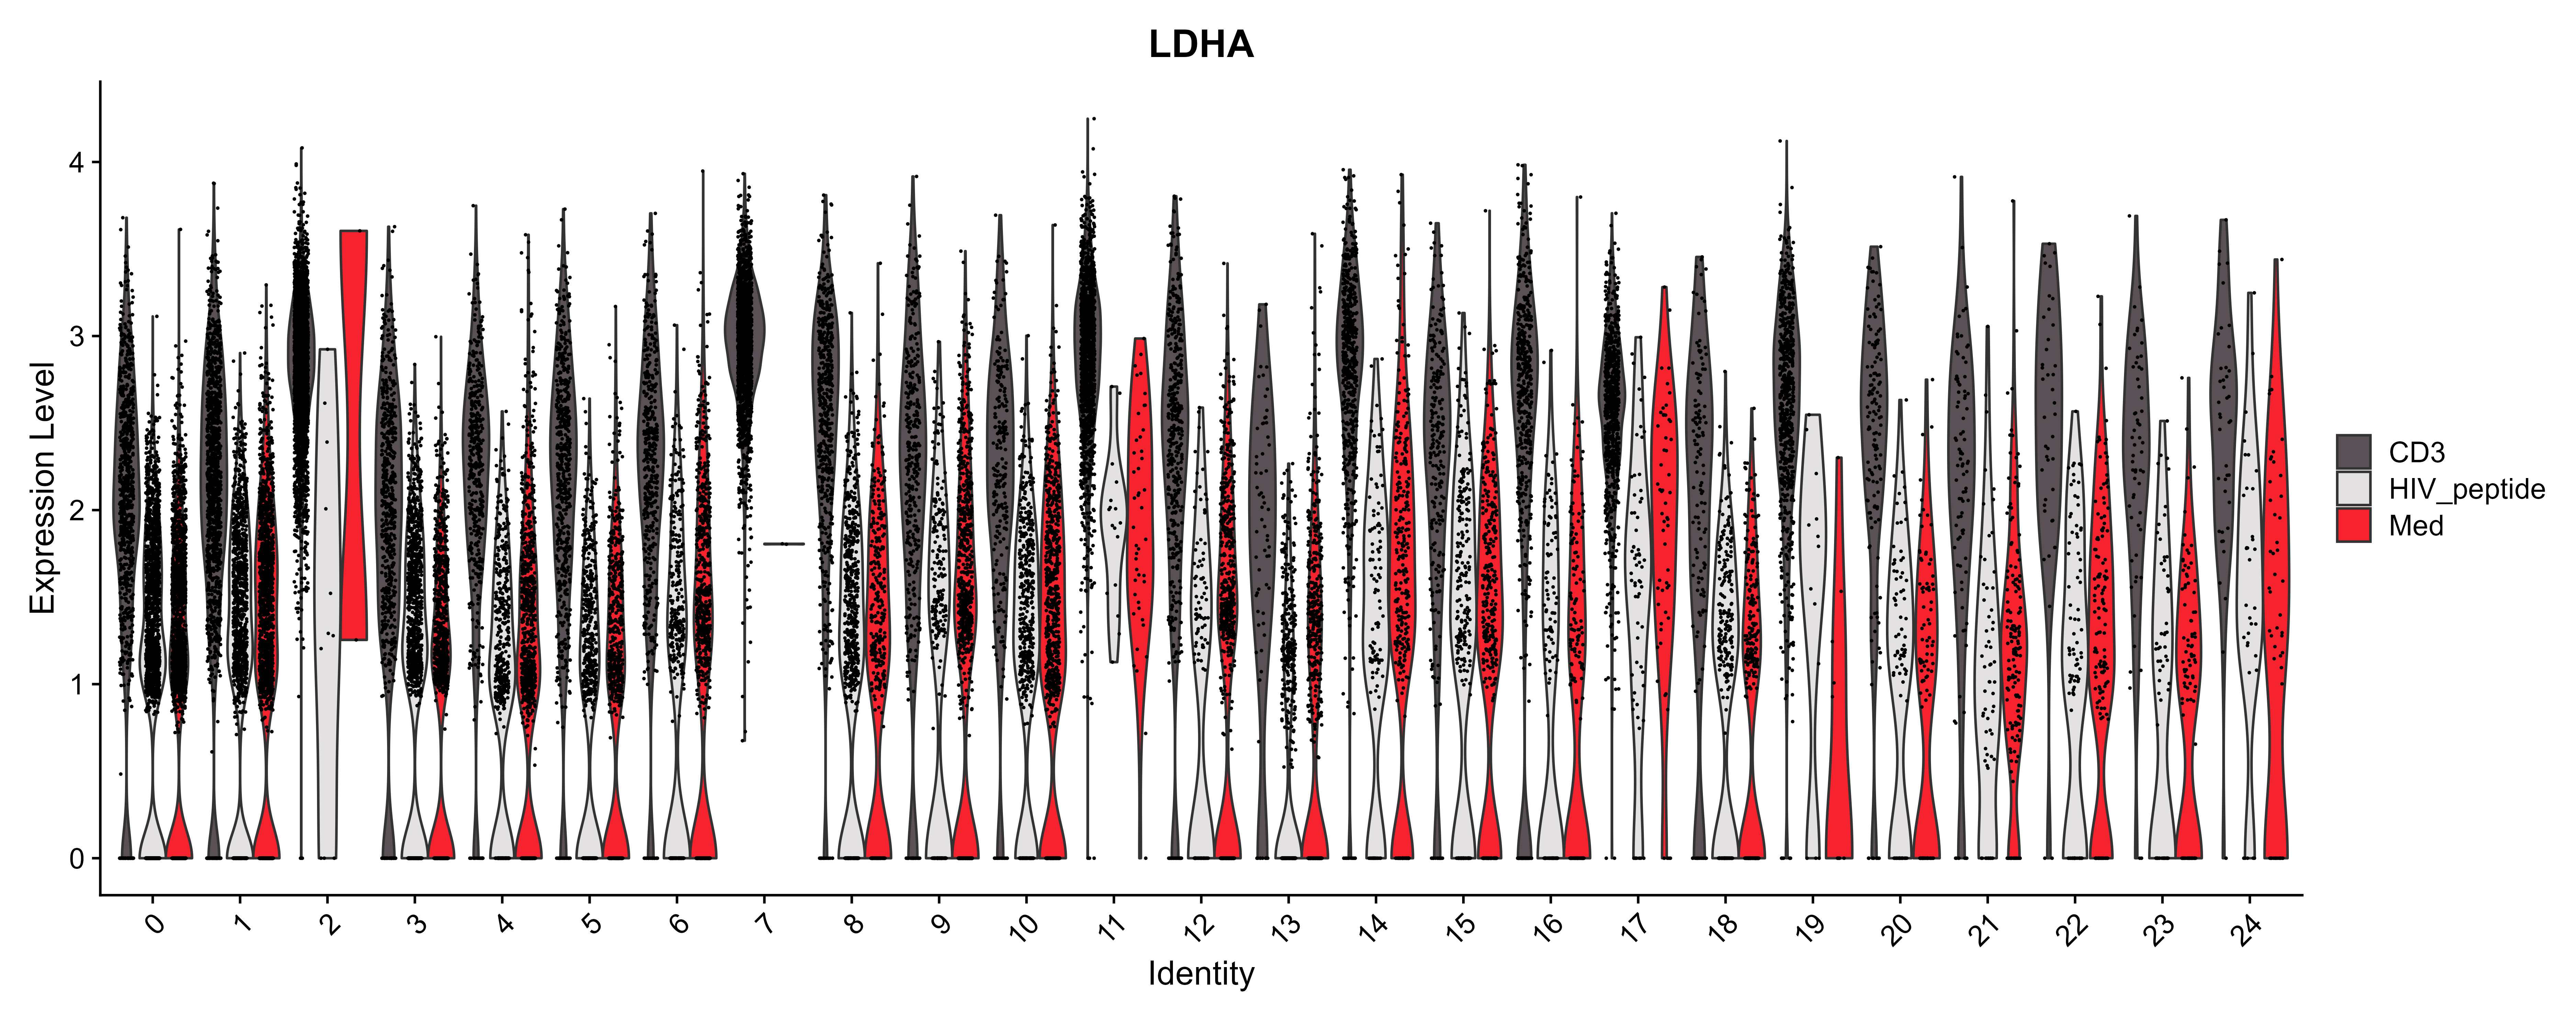 LDHA
Expression Level
4
3
2
1
0
0 1 2 3 4 5 6 7 8 9 10 11 12 13 14 15 16 17 18 19 20 21 22 23 24
Identity
CD3
HIV_peptide
Med